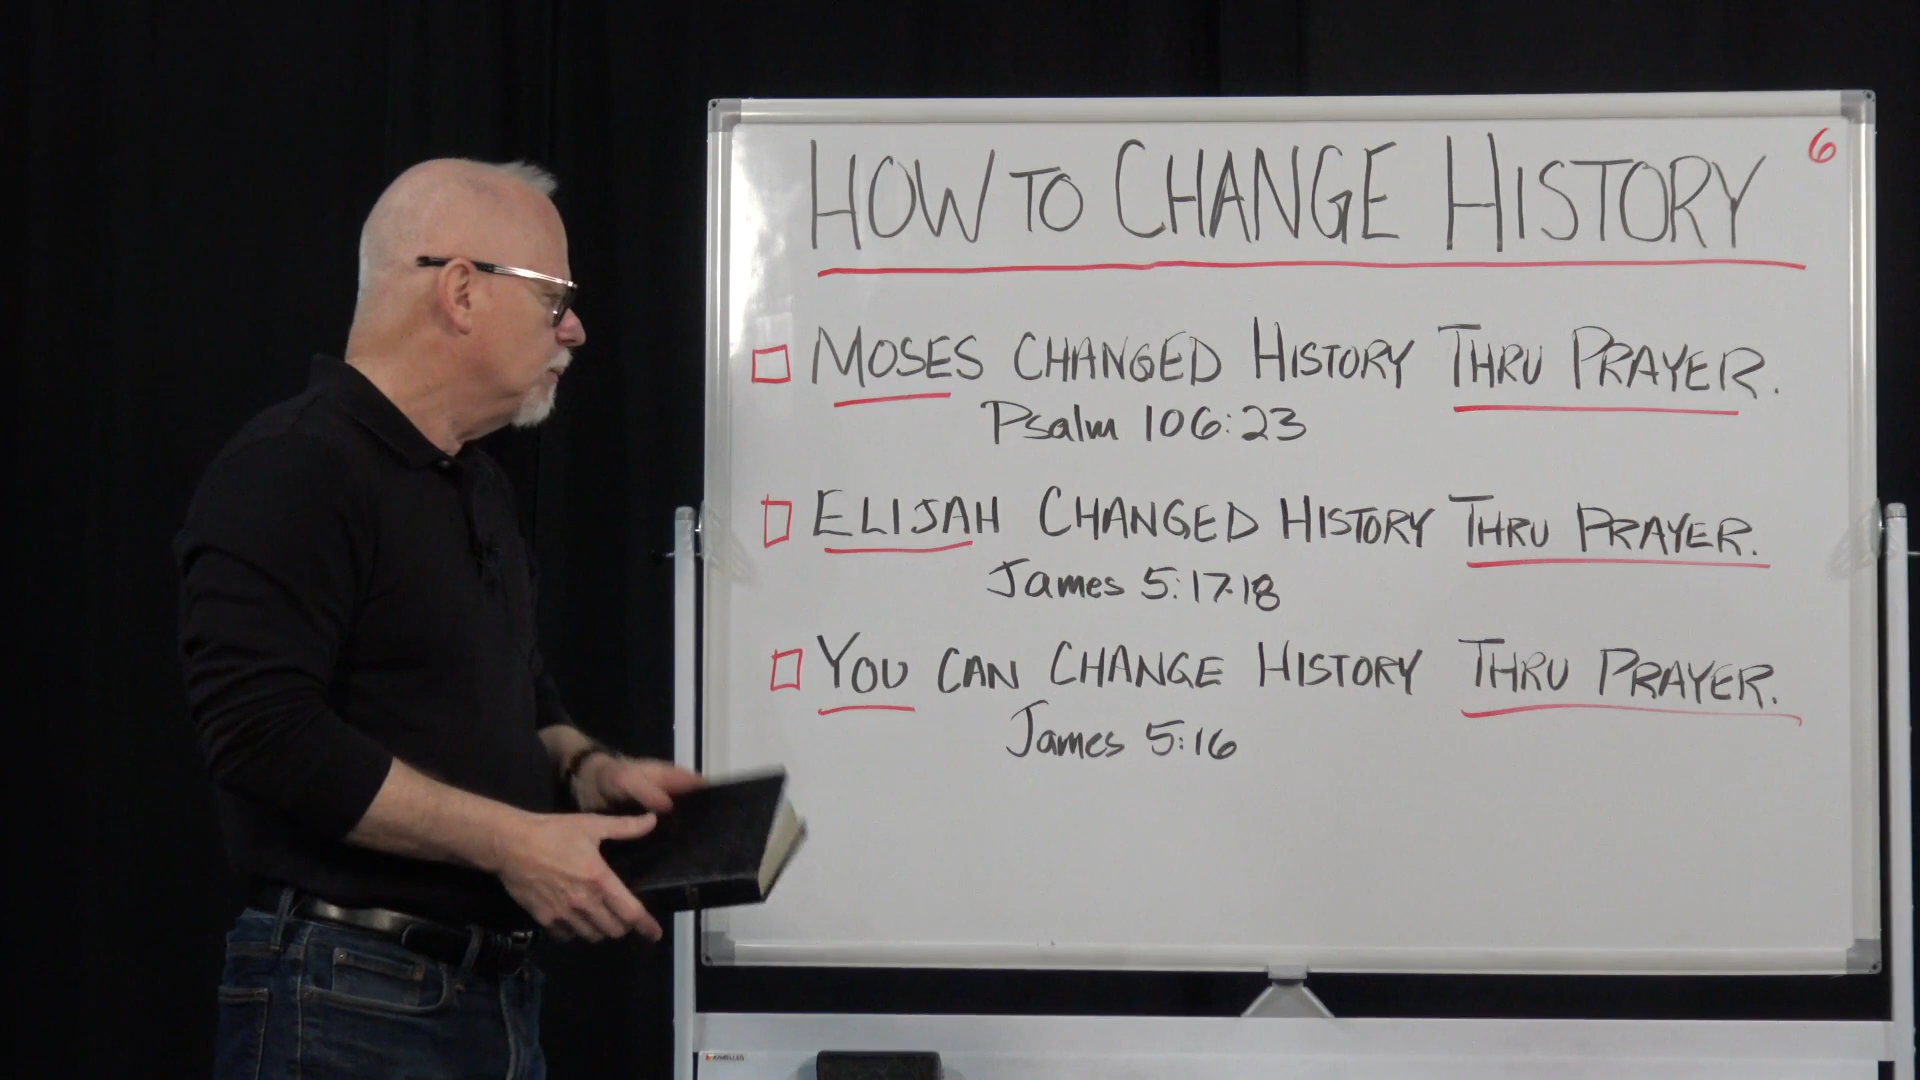 HOW TO CHANGE HISTORY 6
MOSES CHANGED HISTORY THRU PRAYER.
Psalm 106:23
ELIJAH CHANGED HISTORY THRU PRAYER.
James 5:17-18
YOU CAN CHANGE HISTORY THRU PRAYER.
James 5:16